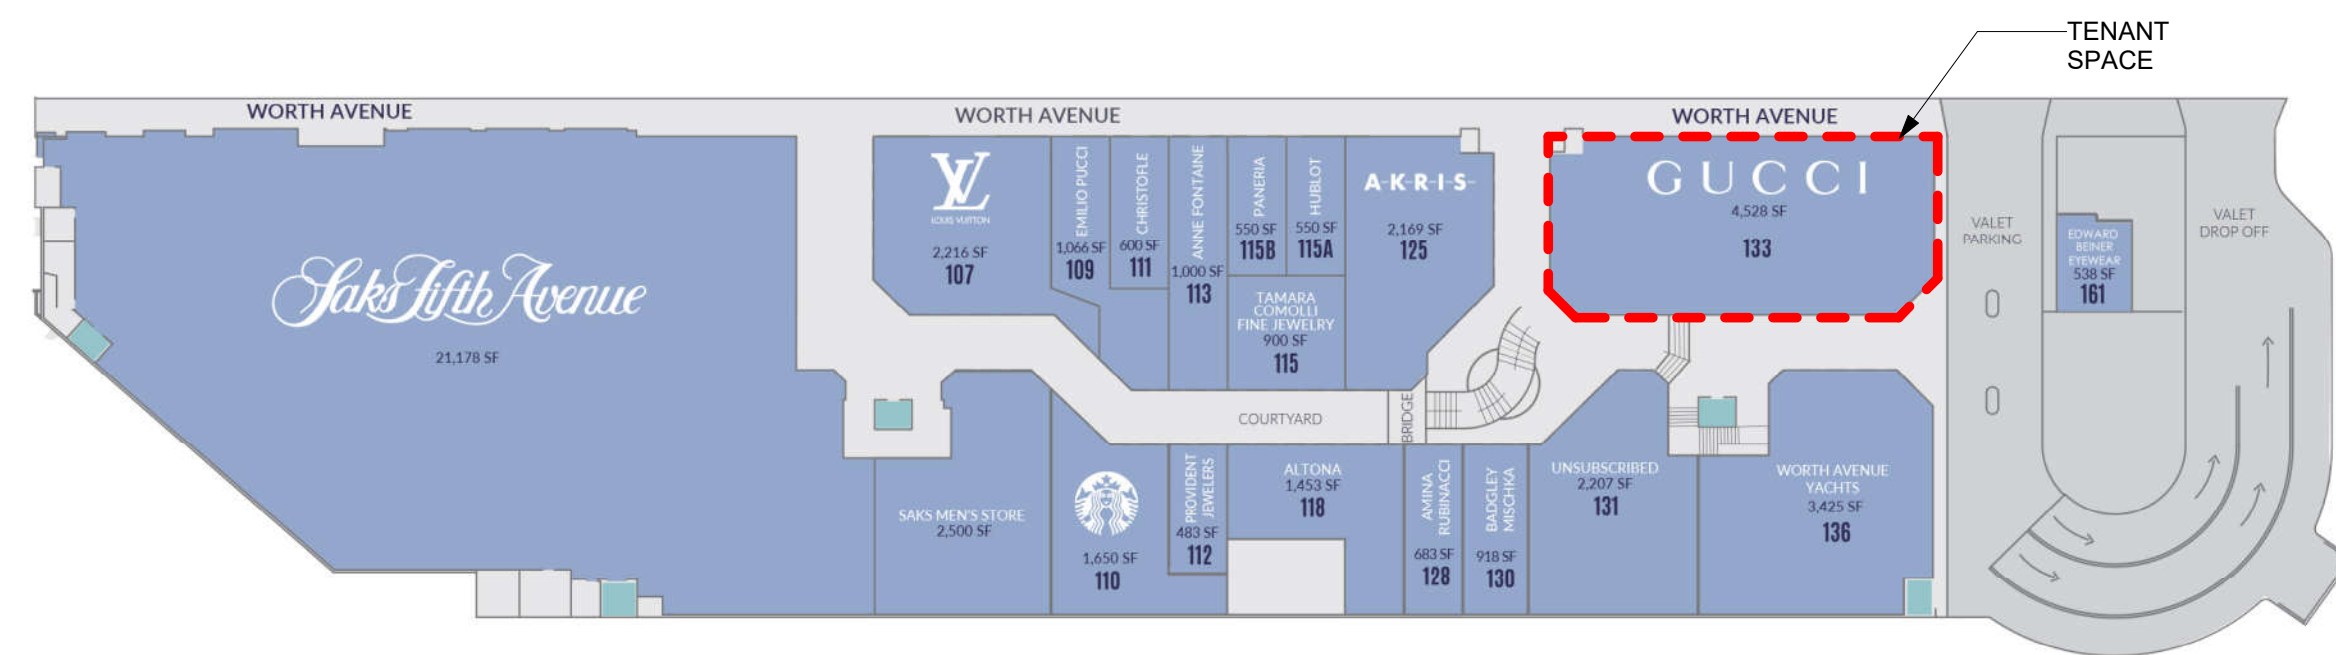 TENANT
SPACE
WORTH AVENUE
WORTH AVENUE
WORTH AVENUE
Saks Fifth Avenue
21,178 SF
LV
LOUIS VUITTON
2,216 SF
107
EMILIO PUCCI
1,066 SF
109
CHRISTOFLE
600 SF
111
ANNE FONTAINE
1,000 SF
113
PANERIA
550 SF
115B
HUBLOT
550 SF
115A
TAMARA
COMOLLI
FINE JEWELRY
900 SF
115
A-K-R-I-S-
2,169 SF
125
GUCCI
4,528 SF
133
VALET
PARKING
EDWARD
BEINER
EYEWEAR
538 SF
161
VALET
DROP OFF
COURTYARD
BRIDGE
SAKS MEN'S STORE
2,500 SF
1,650 SF
110
PROVIDENT
JEWELERS
483 SF
112
ALTONA
1,453 SF
118
AMINA
RUBINACCI
683 SF
128
BADGLEY
MISCHKA
918 SF
130
UNSUBSCRIBED
2,207 SF
131
WORTH AVENUE
YACHTS
3,425 SF
136